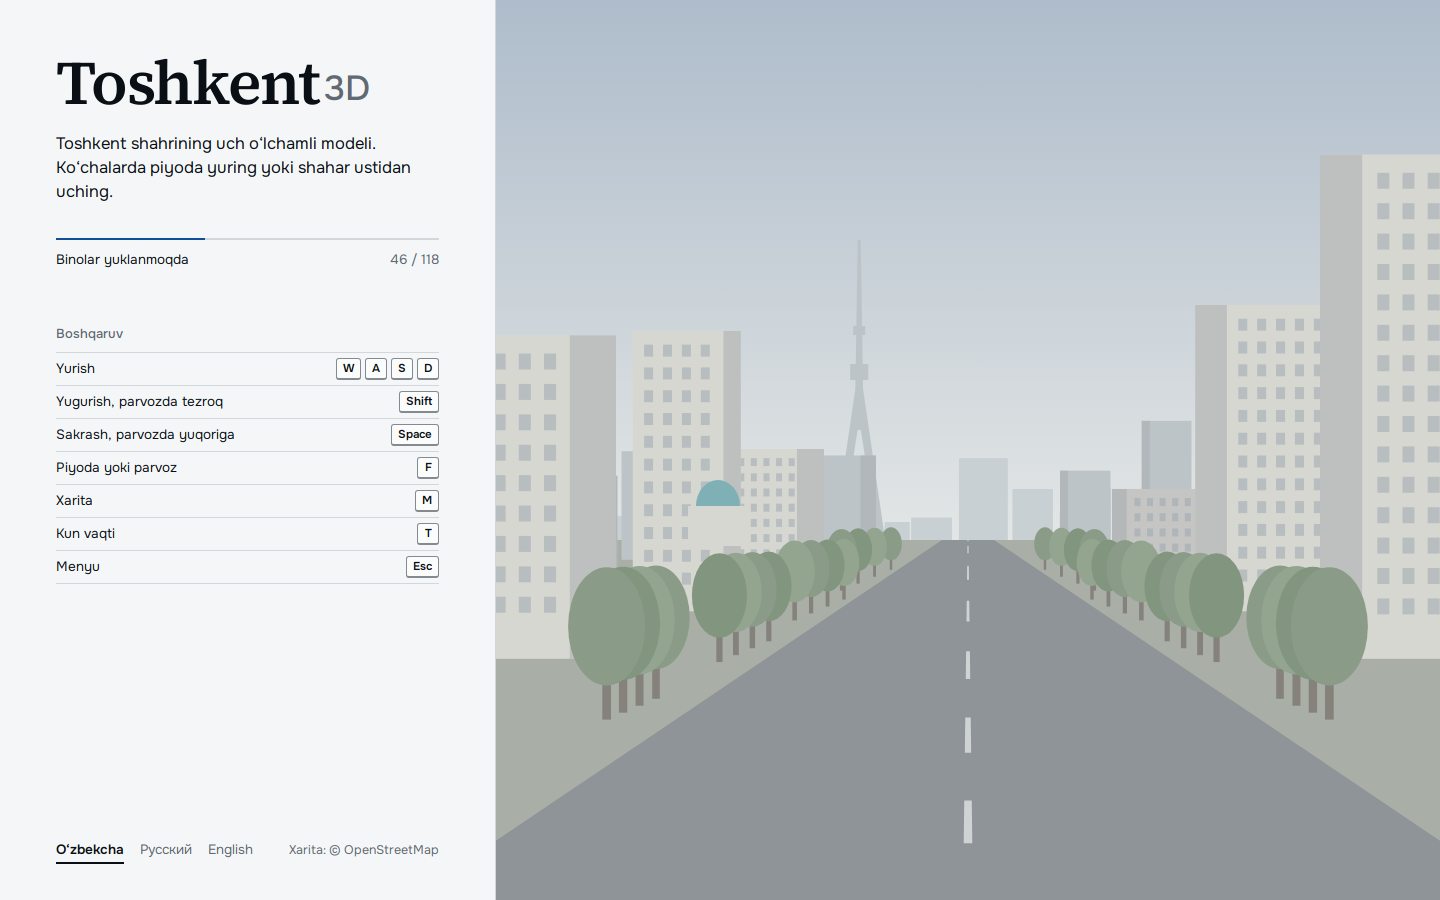 Toshkent 3D
Toshkent shahrining uch oʻlchamli modeli.
Koʻchalarda piyoda yuring yoki shahar ustidan
uching.
Binolar yuklanmoqda 46 / 118
Boshqaruv
Yurish W A S D
Yugurish, parvozda tezroq Shift
Sakrash, parvozda yuqoriga Space
Piyoda yoki parvoz F
Xarita M
Kun vaqti T
Menyu Esc
Oʻzbekcha Русский English Xarita: © OpenStreetMap